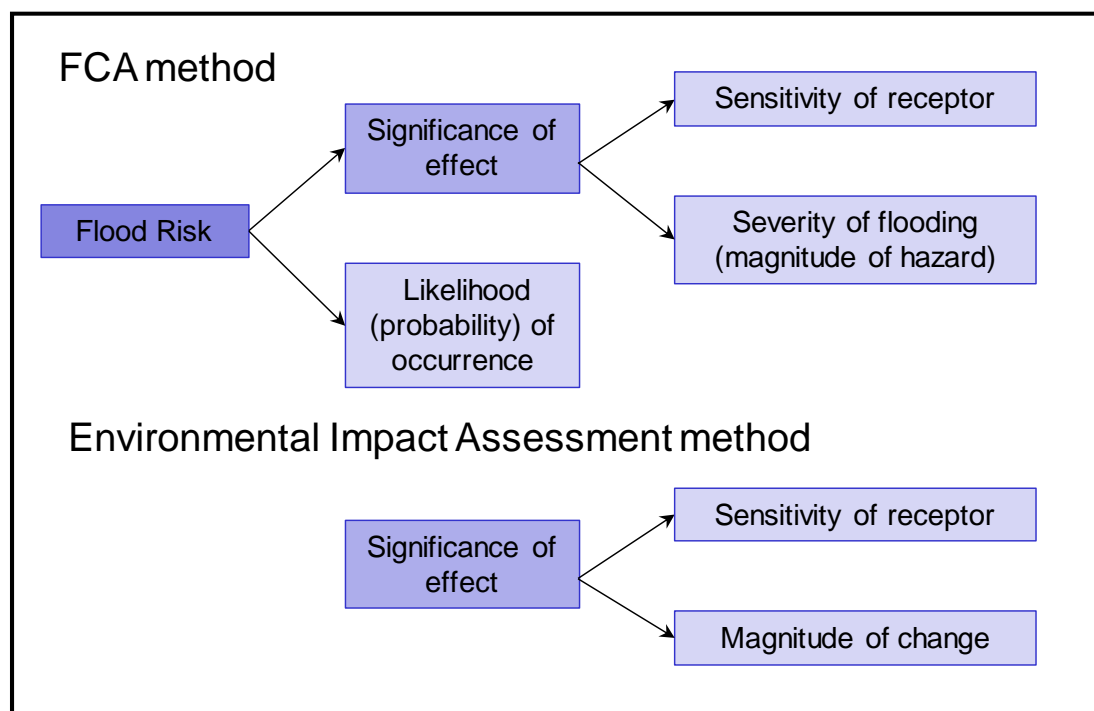 FCA method
Sensitivity of receptor
Significance of
effect
Flood Risk
Severity of flooding
(magnitude of hazard)
Likelihood
(probability) of
occurrence
Environmental Impact Assessment method
Sensitivity of receptor
Significance of
effect
Magnitude of change